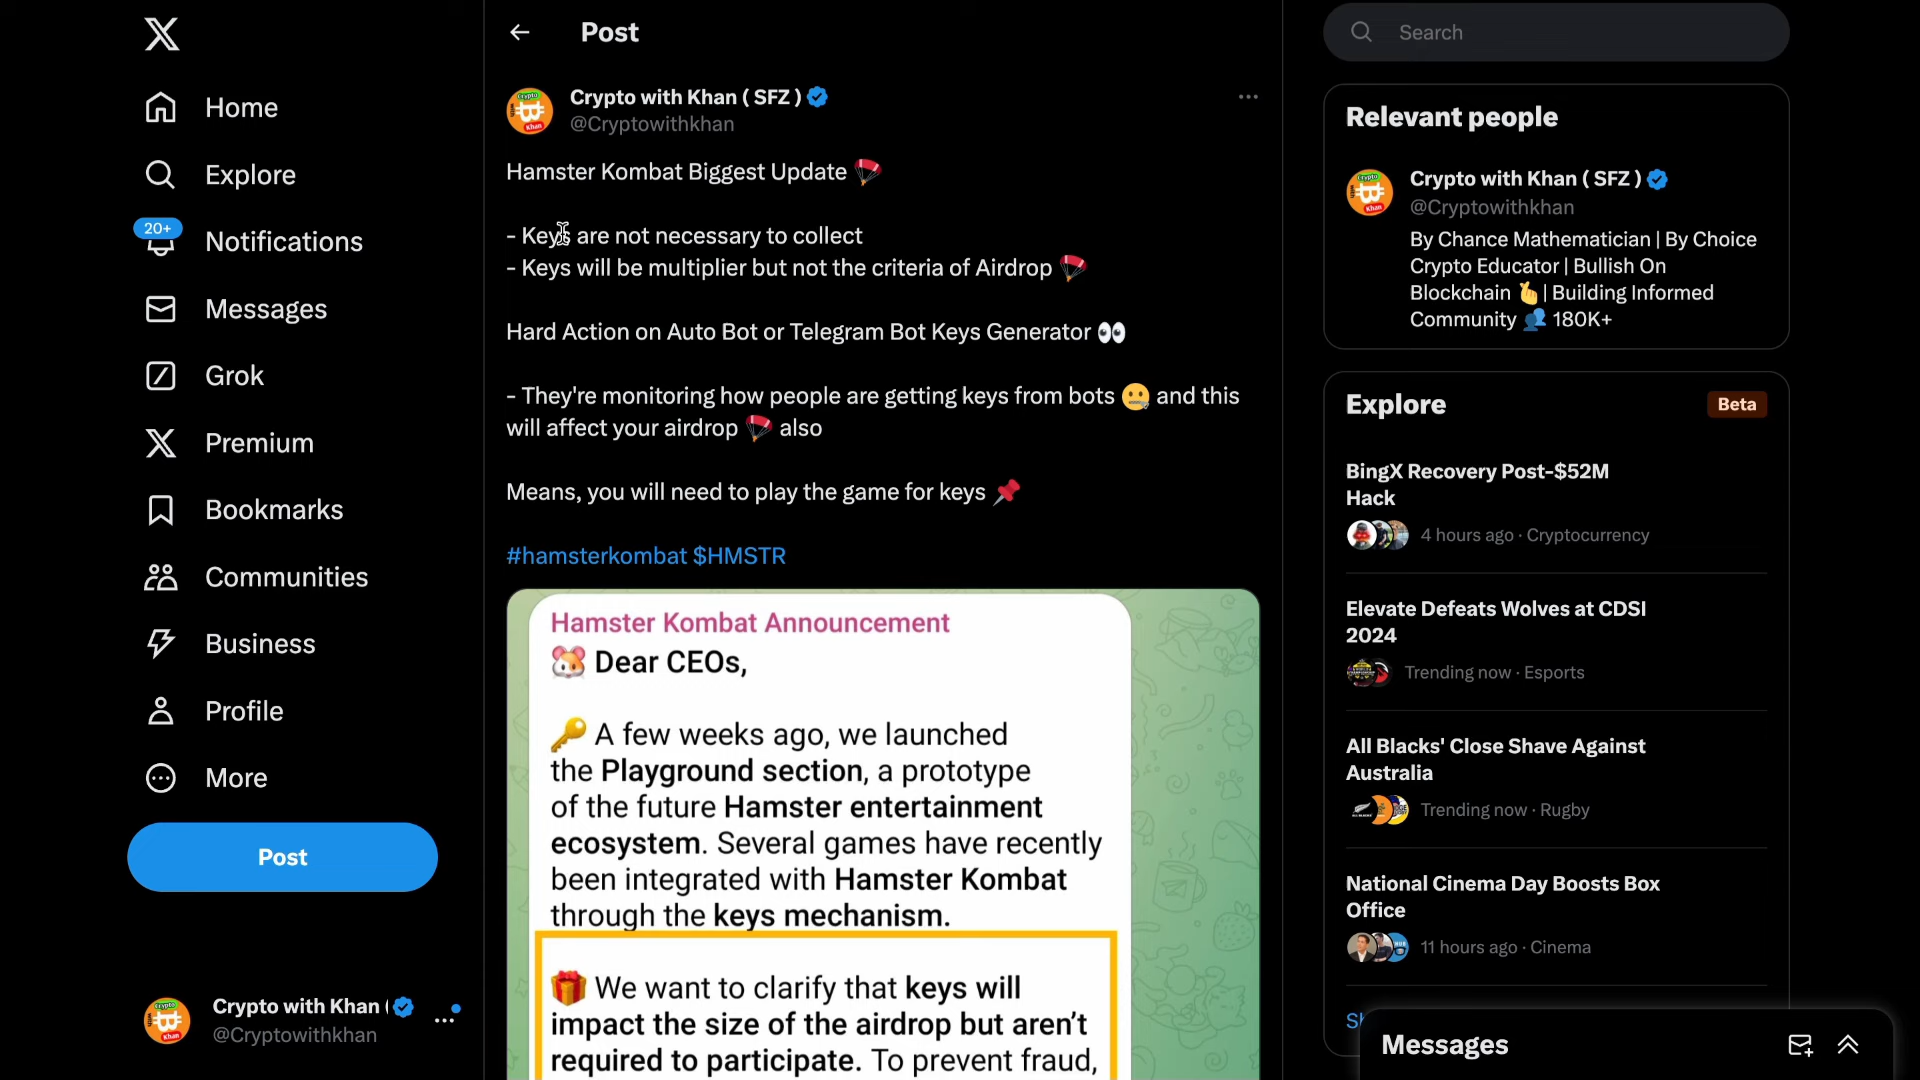 Home
Explore
20+
Notifications
Messages
Grok
Premium
Bookmarks
Communities
Business
Profile
More
Post
Crypto with Khan (
@Cryptowithkhan
Post
Crypto with Khan ( SFZ )
@Cryptowithkhan
Hamster Kombat Biggest Update 🪂
- Keys are not necessary to collect
- Keys will be multiplier but not the criteria of Airdrop 🪂
Hard Action on Auto Bot or Telegram Bot Keys Generator 👀
- They're monitoring how people are getting keys from bots 🤐 and this
will affect your airdrop 🪂 also
Means, you will need to play the game for keys 📌
#hamsterkombat $HMSTR
Hamster Kombat Announcement
🐹 Dear CEOs,
🔑 A few weeks ago, we launched
the Playground section, a prototype
of the future Hamster entertainment
ecosystem. Several games have recently
been integrated with Hamster Kombat
through the keys mechanism.
🎁 We want to clarify that keys will
impact the size of the airdrop but aren't
required to participate. To prevent fraud,
Search
Relevant people
Crypto with Khan ( SFZ )
@Cryptowithkhan
By Chance Mathematician | By Choice
Crypto Educator | Bullish On
Blockchain 🫰 | Building Informed
Community 👥 180K+
Explore
Beta
BingX Recovery Post-$52M
Hack
4 hours ago · Cryptocurrency
Elevate Defeats Wolves at CDSI
2024
Trending now · Esports
All Blacks' Close Shave Against
Australia
Trending now · Rugby
National Cinema Day Boosts Box
Office
11 hours ago · Cinema
Messages